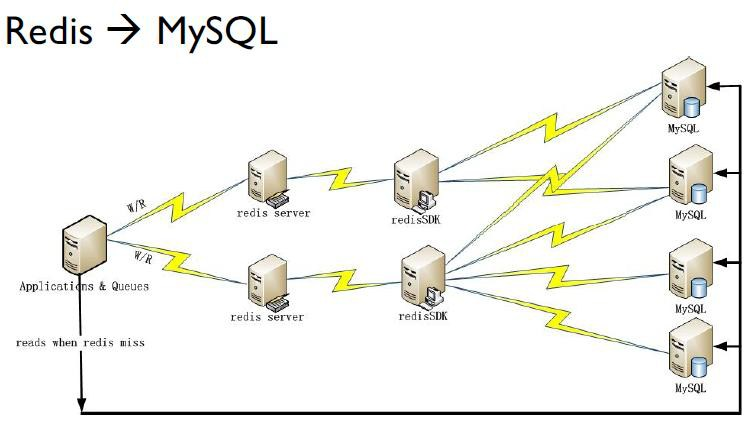 Redis → MySQL
MySQL
W/R
redis server
redisSDK
MySQL
W/R
Applications & Queues
redis server
redisSDK
MySQL
reads when redis miss
MySQL